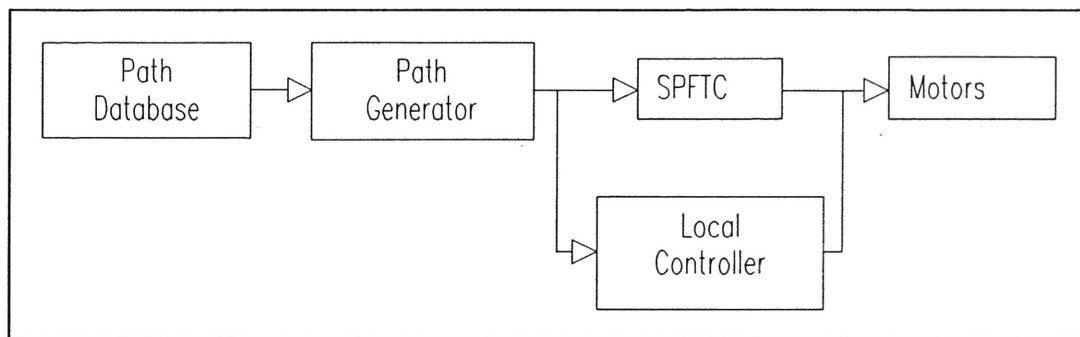 Path
Database
Path
Generator
SPFTC
Motors
Local
Controller